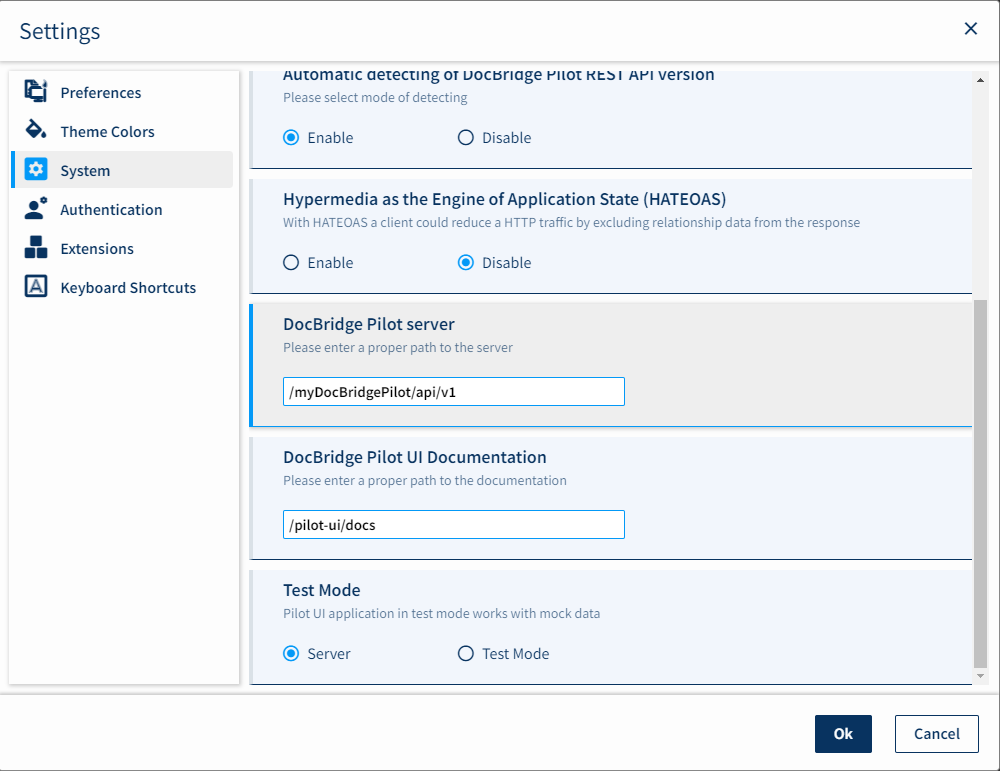 Settings
Preferences
Theme Colors
System
Authentication
Extensions
Keyboard Shortcuts
Automatic detecting of DocBridge Pilot REST API version
Please select mode of detecting
Enable Disable
Hypermedia as the Engine of Application State (HATEOAS)
With HATEOAS a client could reduce a HTTP traffic by excluding relationship data from the response
Enable Disable
DocBridge Pilot server
Please enter a proper path to the server
/myDocBridgePilot/api/v1
DocBridge Pilot UI Documentation
Please enter a proper path to the documentation
/pilot-ui/docs
Test Mode
Pilot UI application in test mode works with mock data
Server Test Mode
Ok Cancel